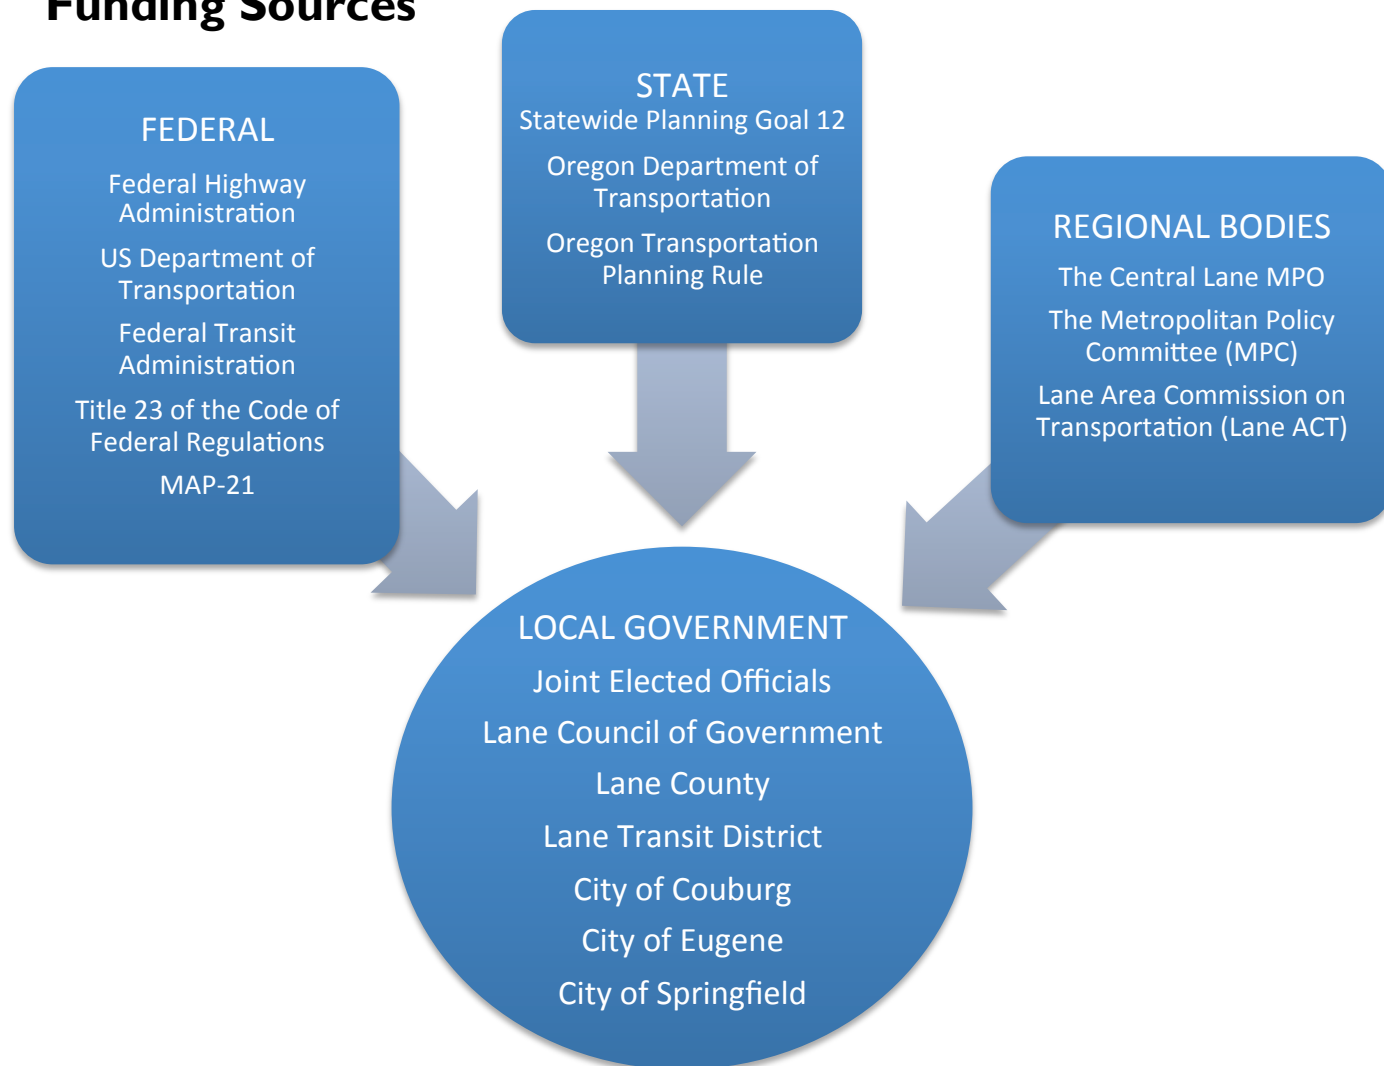 Funding Sources
FEDERAL
Federal Highway
Administration
US Department of
Transportation
Federal Transit
Administration
Title 23 of the Code of
Federal Regulations
MAP-21
STATE
Statewide Planning Goal 12
Oregon Department of
Transportation
Oregon Transportation
Planning Rule
REGIONAL BODIES
The Central Lane MPO
The Metropolitan Policy
Committee (MPC)
Lane Area Commission on
Transportation (Lane ACT)
LOCAL GOVERNMENT
Joint Elected Officials
Lane Council of Government
Lane County
Lane Transit District
City of Couburg
City of Eugene
City of Springfield